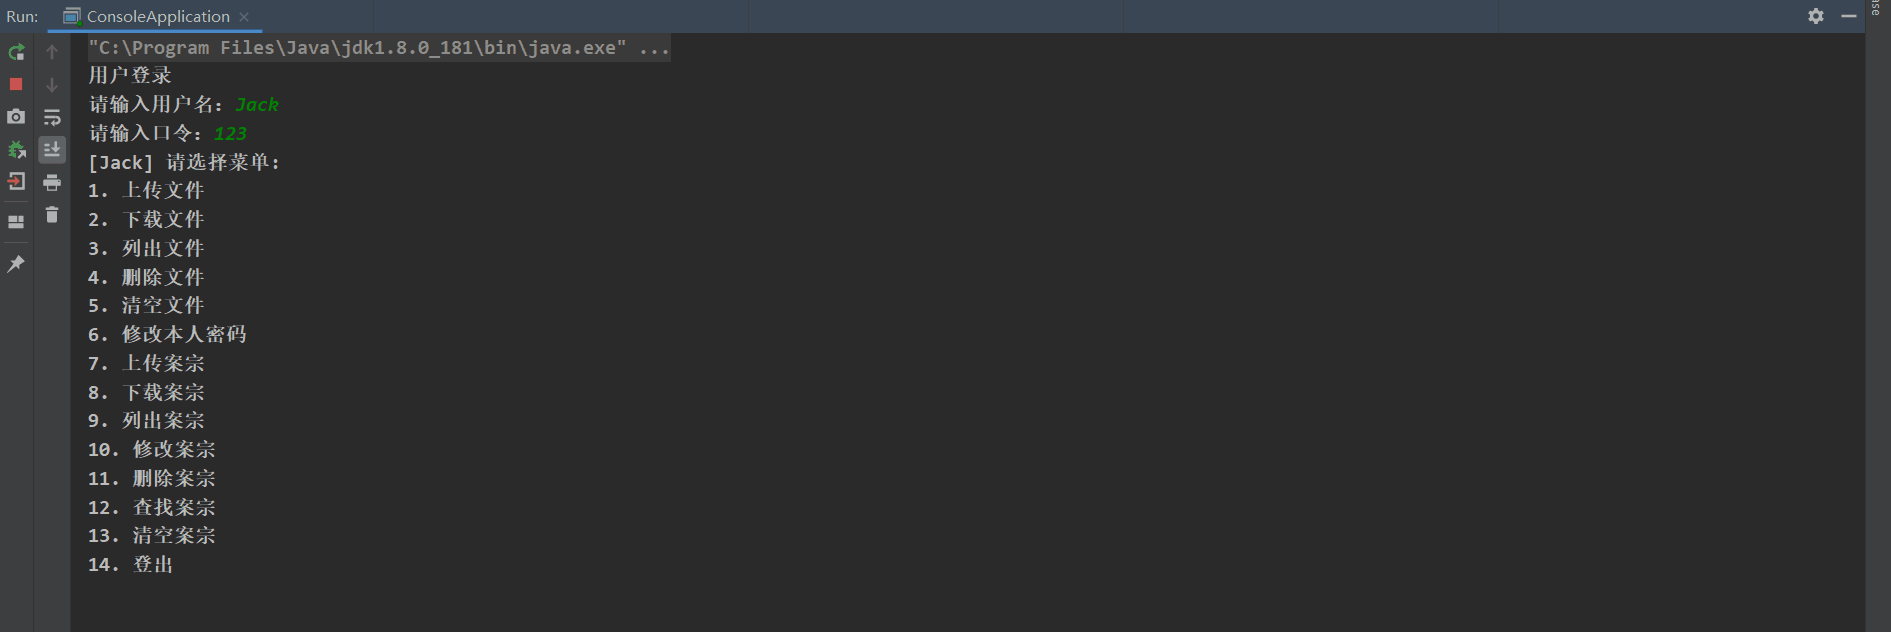 Run: ConsoleApplication
"C:\Program Files\Java\jdk1.8.0_181\bin\java.exe" ...
用户登录
请输入用户名：Jack
请输入口令：123
[Jack] 请选择菜单：
1. 上传文件
2. 下载文件
3. 列出文件
4. 删除文件
5. 清空文件
6. 修改本人密码
7. 上传案宗
8. 下载案宗
9. 列出案宗
10. 修改案宗
11. 删除案宗
12. 查找案宗
13. 清空案宗
14. 登出